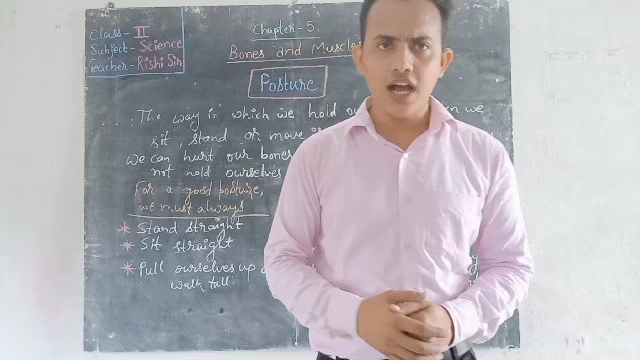 Class- III
Subject- Science
Teacher- Rishi Sir
Chapter-5
Bones and Muscle
Posture
The way in which we hold we
sit, stand or move
we can hurt our bones
not hold ourselves
For a good posture,
we must always
* Stand straight
* Sit straight
* Pull ourselves up
walk tall.